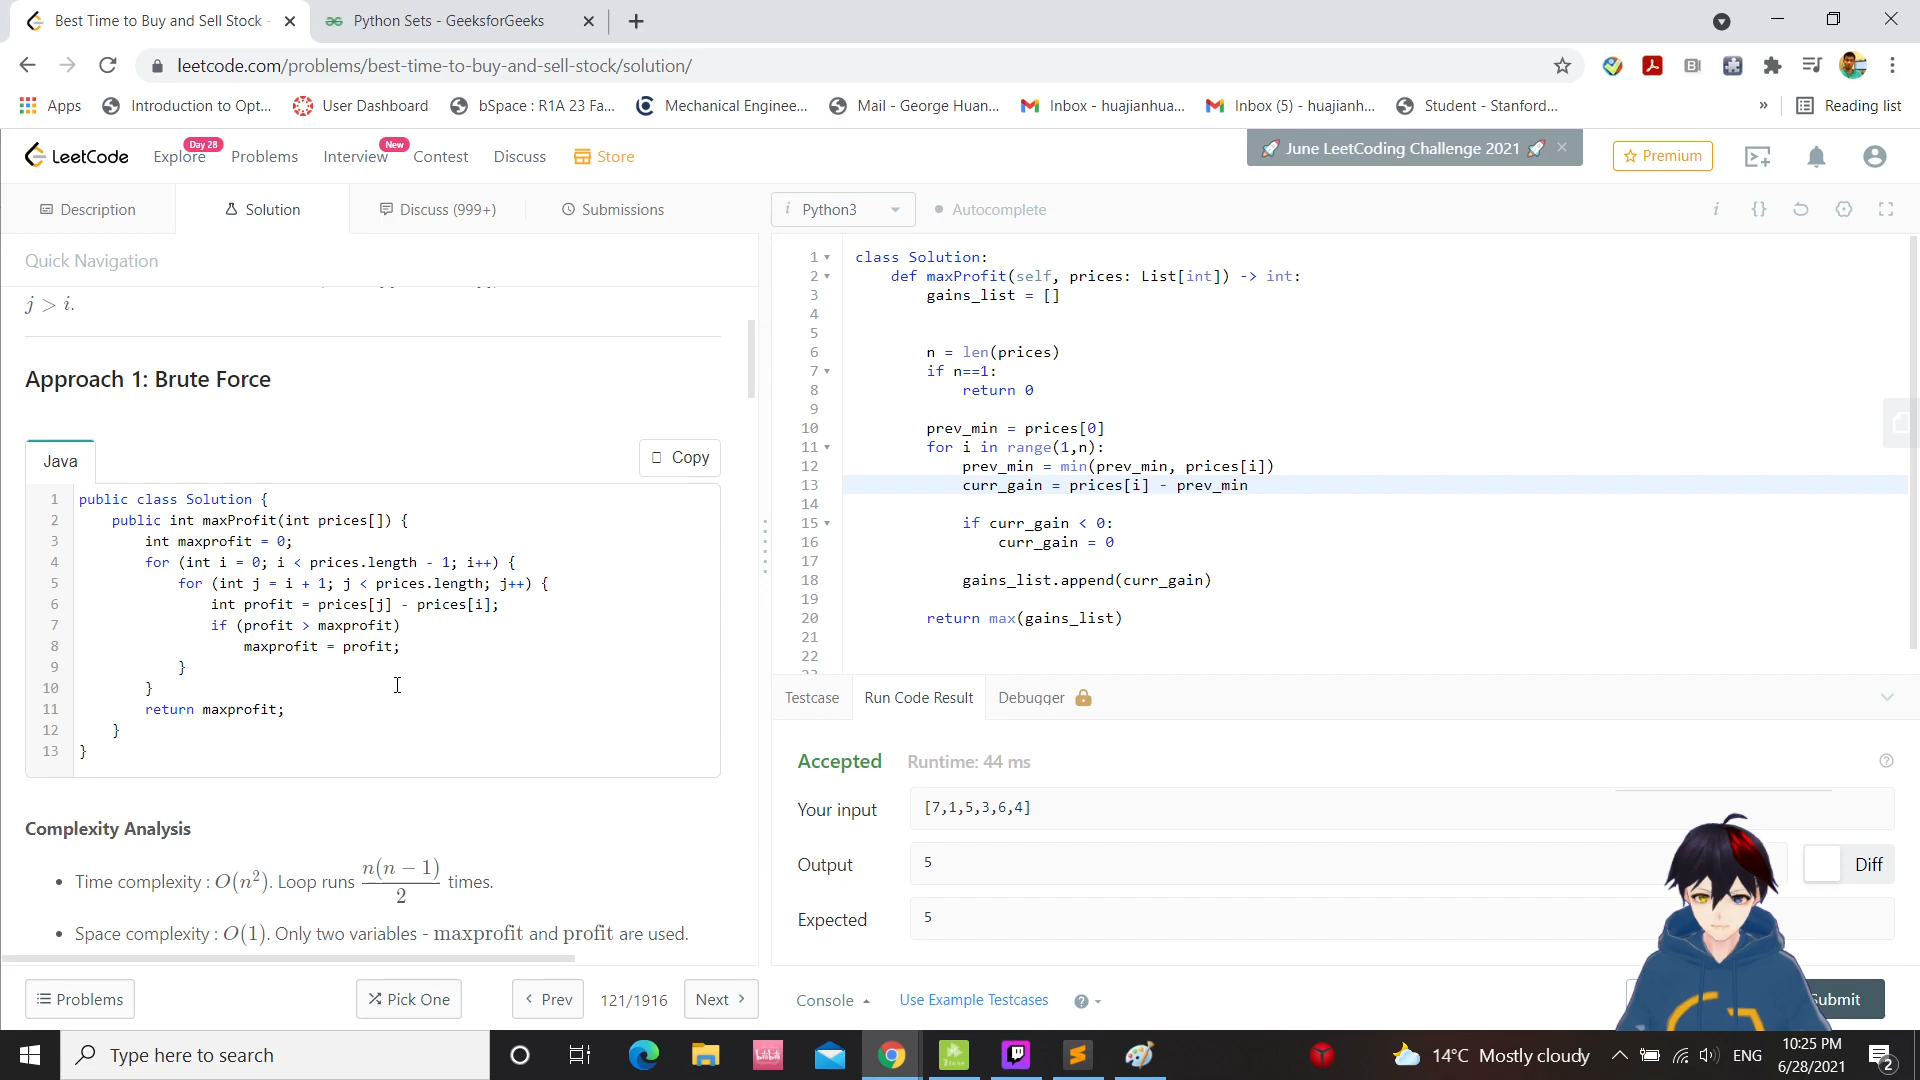 Best Time to Buy and Sell Stock -
Python Sets - GeeksforGeeks
leetcode.com/problems/best-time-to-buy-and-sell-stock/solution/
Apps
Introduction to Opt...
User Dashboard
bSpace : R1A 23 Fa...
Mechanical Enginee...
Mail - George Huan...
Inbox - huajianhua...
Inbox (5) - huajianh...
Student - Stanford...
»
Reading list
LeetCode
Explore
Day 28
Problems
Interview
New
Contest
Discuss
Store
June LeetCoding Challenge 2021
Premium
Description
Solution
Discuss (999+)
Submissions
i Python3
Autocomplete
i
{}
Quick Navigation
j > i.
Approach 1: Brute Force
Java
Copy
1 public class Solution {
2 public int maxProfit(int prices[]) {
3 int maxprofit = 0;
4 for (int i = 0; i < prices.length - 1; i++) {
5 for (int j = i + 1; j < prices.length; j++) {
6 int profit = prices[j] - prices[i];
7 if (profit > maxprofit)
8 maxprofit = profit;
9 }
10 }
11 return maxprofit;
12 }
13 }
Complexity Analysis
• Time complexity : O(n²). Loop runs n(n − 1)/2 times.
• Space complexity : O(1). Only two variables - maxprofit and profit are used.
Problems
Pick One
Prev
121/1916
Next
1 class Solution:
2 def maxProfit(self, prices: List[int]) -> int:
3 gains_list = []
4
5
6 n = len(prices)
7 if n==1:
8 return 0
9
10 prev_min = prices[0]
11 for i in range(1,n):
12 prev_min = min(prev_min, prices[i])
13 curr_gain = prices[i] - prev_min
14
15 if curr_gain < 0:
16 curr_gain = 0
17
18 gains_list.append(curr_gain)
19
20 return max(gains_list)
21
22
Testcase
Run Code Result
Debugger
Accepted
Runtime: 44 ms
Your input
[7,1,5,3,6,4]
Output
5
Diff
Expected
5
Console
Use Example Testcases
Submit
Type here to search
14°C Mostly cloudy
ENG
10:25 PM
6/28/2021
2